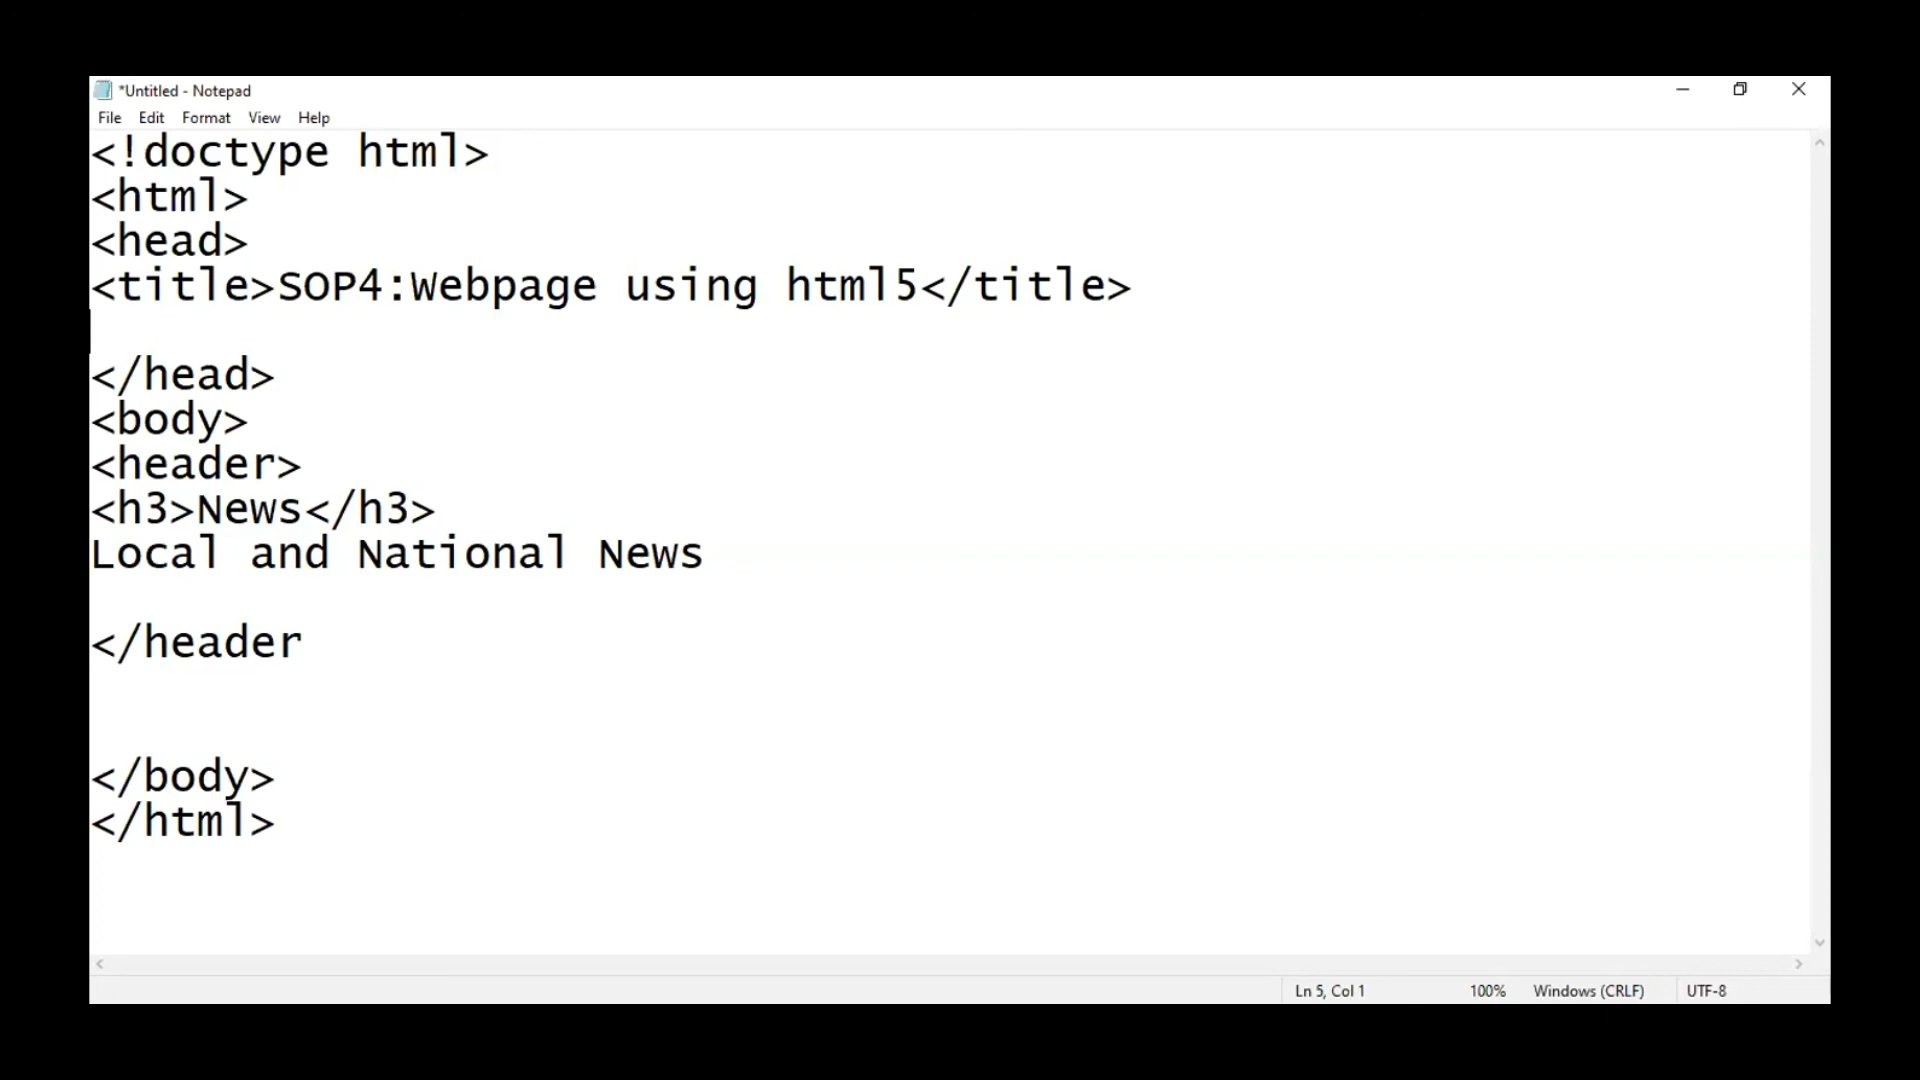 *Untitled - Notepad
File Edit Format View Help
<!doctype html>
<html>
<head>
<title>SOP4:Webpage using html5</title>
</head>
<body>
<header>
<h3>News</h3>
Local and National News
</header
</body>
</html>
Ln 5, Col 1 100% Windows (CRLF) UTF-8